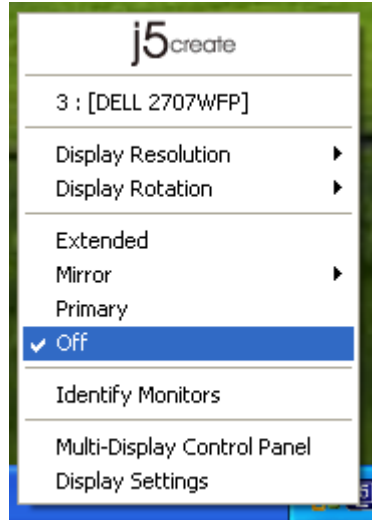 j5create
3 : [DELL 2707WFP]
Display Resolution
Display Rotation
Extended
Mirror
Primary
Off
Identify Monitors
Multi-Display Control Panel
Display Settings